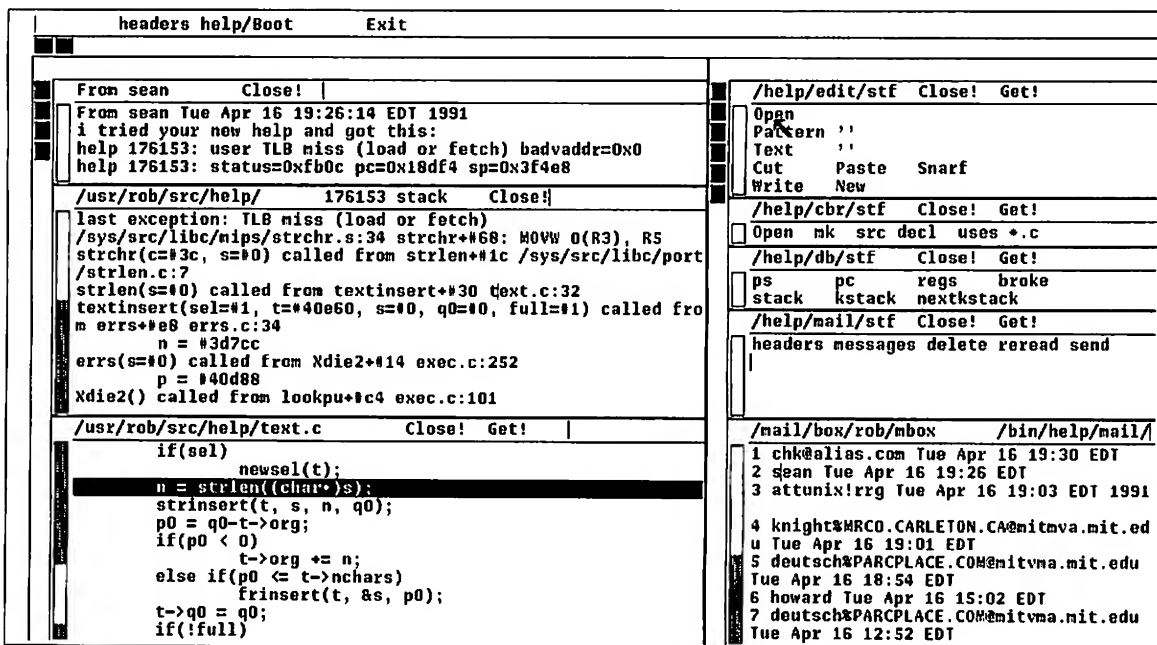 headers help/Boot Exit
From sean Close!
From sean Tue Apr 16 19:26:14 EDT 1991
i tried your new help and got this:
help 176153: user TLB miss (load or fetch) badvaddr=0x0
help 176153: status=0xfb0c pc=0x18df4 sp=0x3f4e8
/usr/rob/src/help/ 176153 stack Close!
last exception: TLB miss (load or fetch)
/sys/src/libc/mips/strchr.s:34 strchr+#68: MOVW 0(R3), R5
strchr(c=#3c, s=#0) called from strlen+#1c /sys/src/libc/port
/strlen.c:7
strlen(s=#0) called from textinsert+#30 text.c:32
textinsert(sel=#1, t=#40e60, s=#0, q0=#0, full=#1) called fro
m errs+#e8 errs.c:34
n = #3d7cc
errs(s=#0) called from Xdie2+#14 exec.c:252
p = #40d88
Xdie2() called from lookpu+#c4 exec.c:101
/usr/rob/src/help/text.c Close! Get!
if(sel)
newsel(t);
n = strlen((char*)s);
strinsert(t, s, n, q0);
p0 = q0-t->org;
if(p0 < 0)
t->org += n;
else if(p0 <= t->nchars)
frinsert(t, &s, p0);
t->q0 = q0;
if(!full)
/help/edit/stf Close! Get!
Open
Pattern ''
Text ''
Cut Paste Snarf
Write New
/help/cbr/stf Close! Get!
Open mk src decl uses *.c
/help/db/stf Close! Get!
ps pc regs broke
stack kstack nextkstack
/help/mail/stf Close! Get!
headers messages delete reread send
/mail/box/rob/mbox /bin/help/mail/
1 chk@alias.com Tue Apr 16 19:30 EDT
2 sean Tue Apr 16 19:26 EDT
3 attunix!rrg Tue Apr 16 19:03 EDT 1991
4 knight%MRCO.CARLETON.CA@mitmva.mit.ed
u Tue Apr 16 19:01 EDT
5 deutsch%PARCPLACE.COM@mitvma.mit.edu
Tue Apr 16 18:54 EDT
6 howard Tue Apr 16 15:02 EDT
7 deutsch%PARCPLACE.COM@mitvma.mit.edu
Tue Apr 16 12:52 EDT